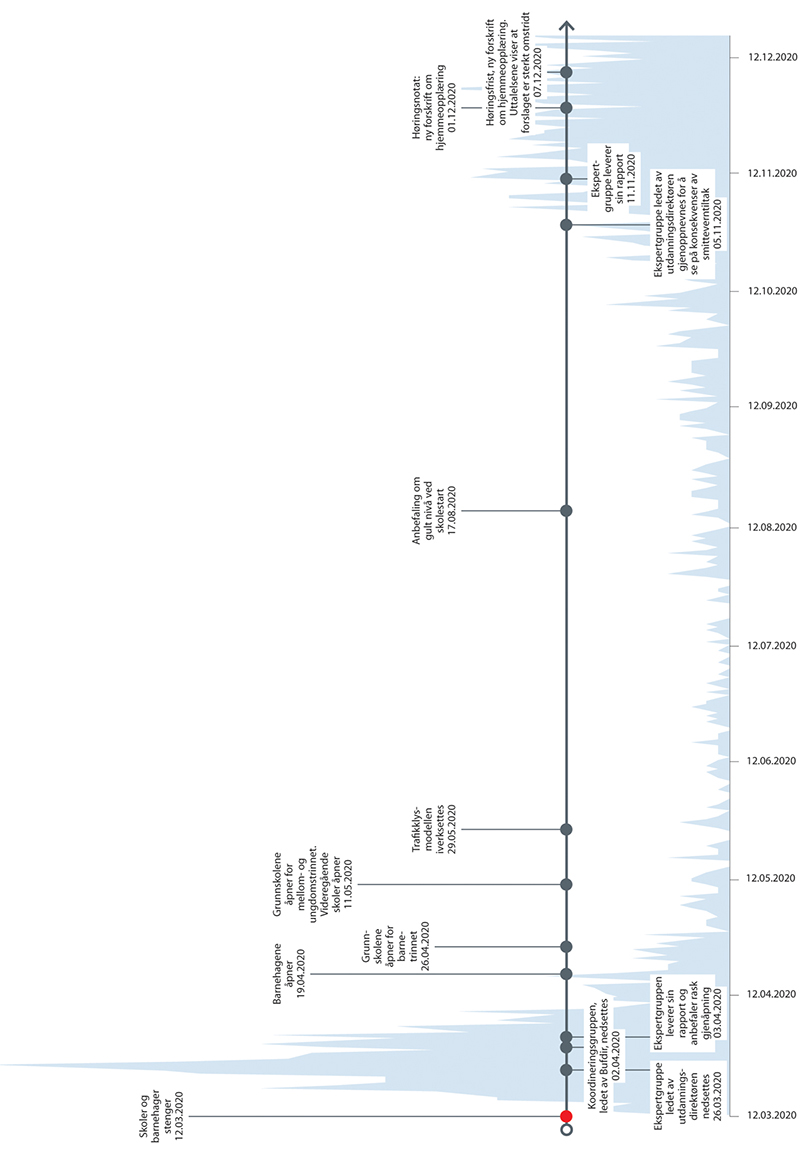 Skoler og
barnehager
stenger
12.03.2020
Ekspertgruppe
ledet av
utdannings-
direktøren
nedsettes
26.03.2020
Koordineringsgruppen,
ledet av Bufdir, nedsettes
02.04.2020
Ekspertgruppen
leverer sin
rapport og
anbefaler rask
gjenåpning
03.04.2020
Barnehagene
åpner
19.04.2020
Grunn-
skolene
åpner for
barne-
trinnet
26.04.2020
Grunnskolene
åpner for
mellom- og
ungdomstrinnet.
Videregående
skoler åpner
11.05.2020
Trafikklys-
modellen
iverksettes
29.05.2020
Anbefaling om
gult nivå ved
skolestart
17.08.2020
Ekspertgruppe ledet av
utdanningsdirektøren
gjenoppnevnes for å
se på konsekvenser av
smitteverntiltak
05.11.2020
Ekspert-
gruppe leverer
sin rapport
11.11.2020
Høringsnotat:
ny forskrift om
hjemmeopplæring
01.12.2020
Høringsfrist, ny forskrift
om hjemmeopplæring.
Uttalelsene viser at
forslaget er sterkt omstridt
07.12.2020
12.03.2020
12.04.2020
12.05.2020
12.06.2020
12.07.2020
12.08.2020
12.09.2020
12.10.2020
12.11.2020
12.12.2020